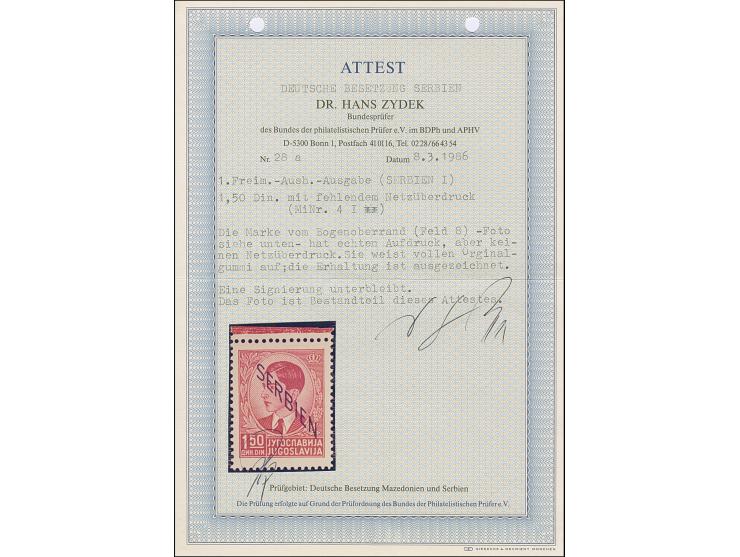 ATTEST
DEUTSCHE BESETZUNG SERBIEN
DR. HANS ZYDEK
Bundesprüfer
des Bundes der philatelistischen Prüfer e.V. im BDPh und APHV
D-5300 Bonn 1, Postfach 410116, Tel. 0228/664354
Nr. 28 a Datum 8.3.1986
1.Freim.-Aush.-Ausgabe (SERBIEN I)
1,50 Din. mit fehlendem Netzüberdruck
(MiNr. 4 I )
Die Marke vom Bogenoberrand (Feld 8) -Foto
siehe unten- hat echten Aufdruck, aber kei-
nen Netzüberdruck.Sie weist vollen Orginal-
gummi auf;die Erhaltung ist ausgezeichnet.
Eine Signierung unterbleibt.
Das Foto ist Bestandteil dieses Attestes.
SERBIEN
1.50 ЈУГОСЛАВИЈА
ДИН.DIN JUGOSLAVIJA
Prüfgebiet: Deutsche Besetzung Mazedonien und Serbien
Die Prüfung erfolgte auf Grund der Prüfordnung des Bundes der Philatelistischen Prüfer e.V.
GIESECKE & DEVRIENT MÜNCHEN